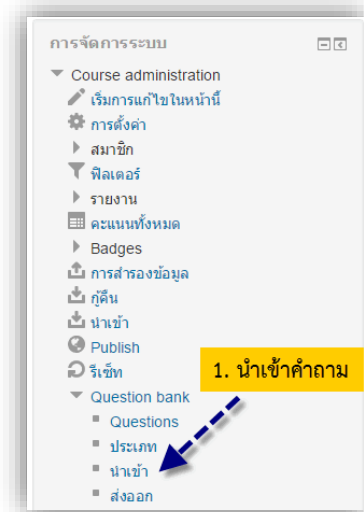 การจัดการระบบ
Course administration
เริ่มการแก้ไขในหน้านี้
การตั้งค่า
สมาชิก
ฟิลเตอร์
รายงาน
คะแนนทั้งหมด
Badges
การสำรองข้อมูล
กู้คืน
นำเข้า
Publish
รีเซ็ท
1. นำเข้าคำถาม
Question bank
Questions
ประเภท
นำเข้า
ส่งออก